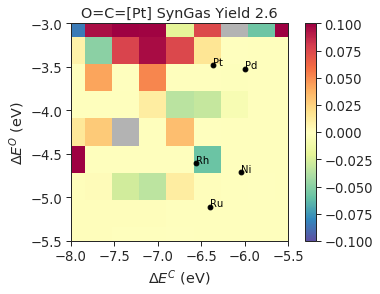 O=C=[Pt] SynGas Yield 2.6
−3.0
−3.5
−4.0
−4.5
−5.0
−5.5
ΔE^O (eV)
Pt
Pd
Rh
Ni
Ru
−8.0 −7.5 −7.0 −6.5 −6.0 −5.5
ΔE^C (eV)
0.100
0.075
0.050
0.025
0.000
−0.025
−0.050
−0.075
−0.100